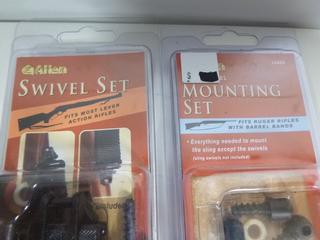 Allen
SWIVEL SET
FITS MOST LEVER
ACTION RIFLES
MOUNTING
SET
FITS RUGER RIFLES
WITH BARREL BANDS
• Everything needed to mount
the sling except the swivels
(sling swivels not included)